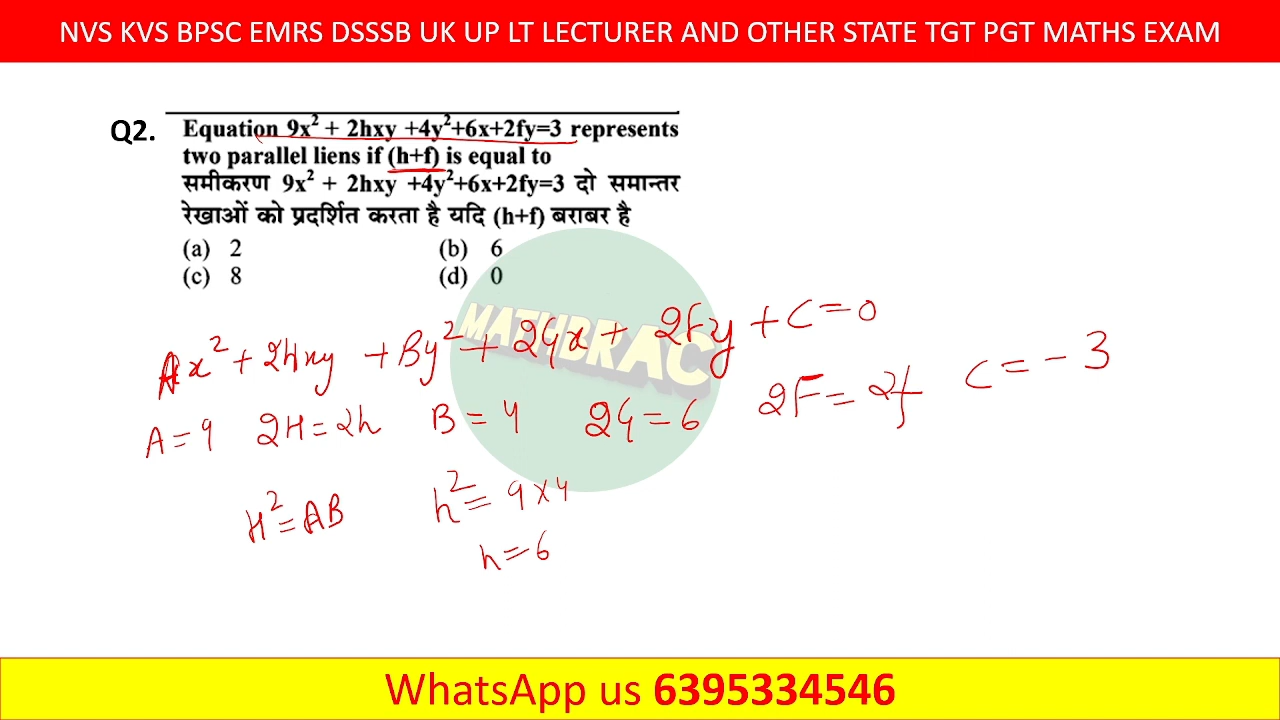 NVS KVS BPSC EMRS DSSSB UK UP LT LECTURER AND OTHER STATE TGT PGT MATHS EXAM
Q2. Equation 9x² + 2hxy +4y²+6x+2fy=3 represents
two parallel liens if (h+f) is equal to
समीकरण 9x² + 2hxy +4y²+6x+2fy=3 दो समान्तर
रेखाओं को प्रदर्शित करता है यदि (h+f) बराबर है
(a) 2 (b) 6
(c) 8 (d) 0
MATHBRAC
Ax² + 2Hxy + By² + 2Gx + 2Fy + C = 0
A = 9 2H = 2h B = 4 2G = 6 2F = 2f C = - 3
H² = AB h² = 9 x 4
h = 6
WhatsApp us 6395334546